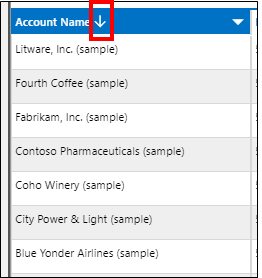 Account Name
Litware, Inc. (sample)
Fourth Coffee (sample)
Fabrikam, Inc. (sample)
Contoso Pharmaceuticals (sample)
Coho Winery (sample)
City Power & Light (sample)
Blue Yonder Airlines (sample)